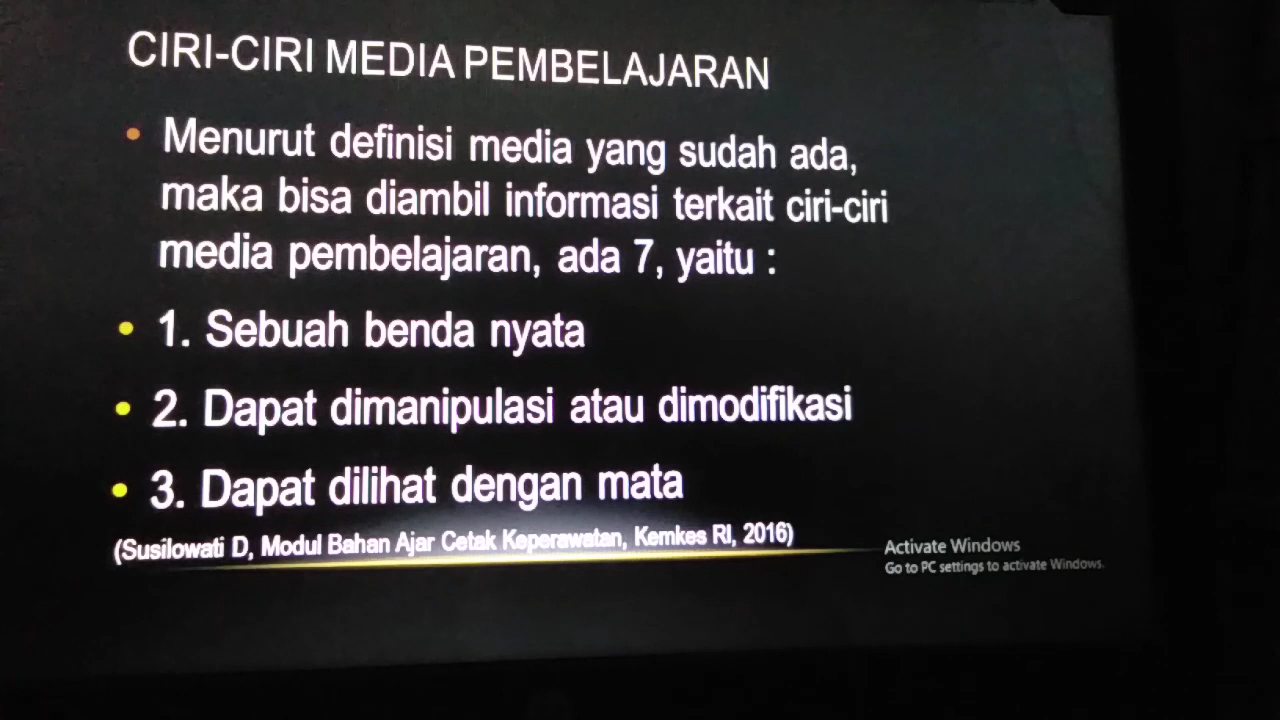 CIRI-CIRI MEDIA PEMBELAJARAN
• Menurut definisi media yang sudah ada,
maka bisa diambil informasi terkait ciri-ciri
media pembelajaran, ada 7, yaitu :
• 1. Sebuah benda nyata
• 2. Dapat dimanipulasi atau dimodifikasi
• 3. Dapat dilihat dengan mata
(Susilowati D, Modul Bahan Ajar Cetak Keperawatan, Kemkes RI, 2016)
Activate Windows
Go to PC settings to activate Windows.